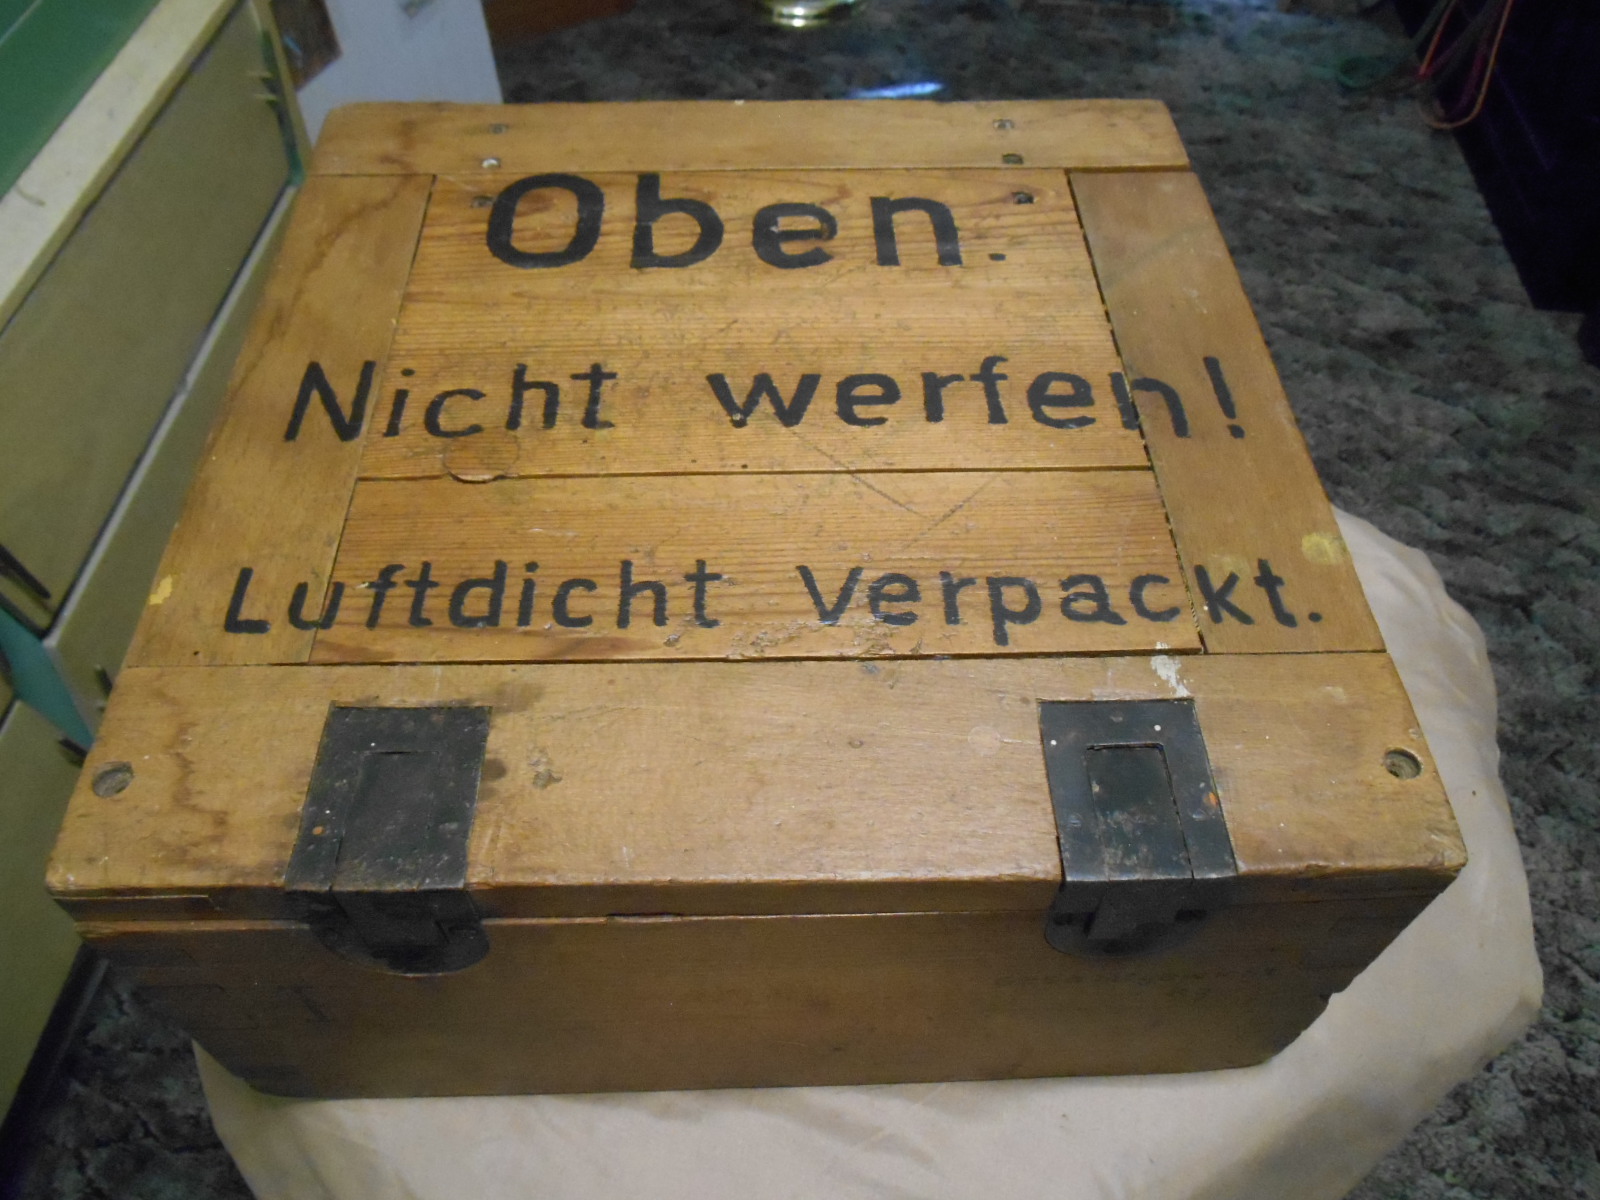 Oben.
Nicht werfen!
Luftdicht Verpackt.